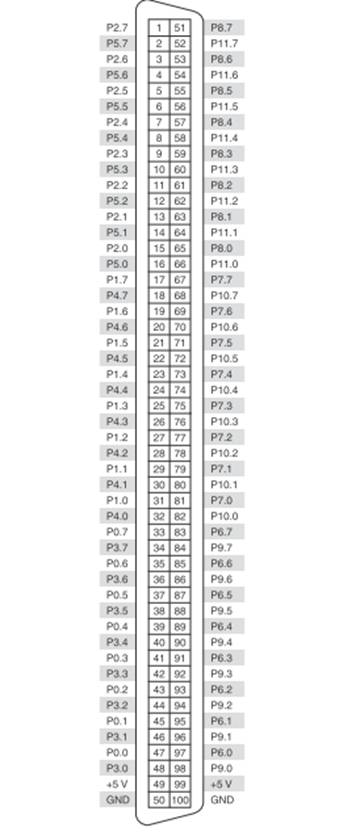 P2.7 1 51 P8.7
P5.7 2 52 P11.7
P2.6 3 53 P8.6
P5.6 4 54 P11.6
P2.5 5 55 P8.5
P5.5 6 56 P11.5
P2.4 7 57 P8.4
P5.4 8 58 P11.4
P2.3 9 59 P8.3
P5.3 10 60 P11.3
P2.2 11 61 P8.2
P5.2 12 62 P11.2
P2.1 13 63 P8.1
P5.1 14 64 P11.1
P2.0 15 65 P8.0
P5.0 16 66 P11.0
P1.7 17 67 P7.7
P4.7 18 68 P10.7
P1.6 19 69 P7.6
P4.6 20 70 P10.6
P1.5 21 71 P7.5
P4.5 22 72 P10.5
P1.4 23 73 P7.4
P4.4 24 74 P10.4
P1.3 25 75 P7.3
P4.3 26 76 P10.3
P1.2 27 77 P7.2
P4.2 28 78 P10.2
P1.1 29 79 P7.1
P4.1 30 80 P10.1
P1.0 31 81 P7.0
P4.0 32 82 P10.0
P0.7 33 83 P6.7
P3.7 34 84 P9.7
P0.6 35 85 P6.6
P3.6 36 86 P9.6
P0.5 37 87 P6.5
P3.5 38 88 P9.5
P0.4 39 89 P6.4
P3.4 40 90 P9.4
P0.3 41 91 P6.3
P3.3 42 92 P9.3
P0.2 43 93 P6.2
P3.2 44 94 P9.2
P0.1 45 95 P6.1
P3.1 46 96 P9.1
P0.0 47 97 P6.0
P3.0 48 98 P9.0
+5 V 49 99 +5 V
GND 50 100 GND